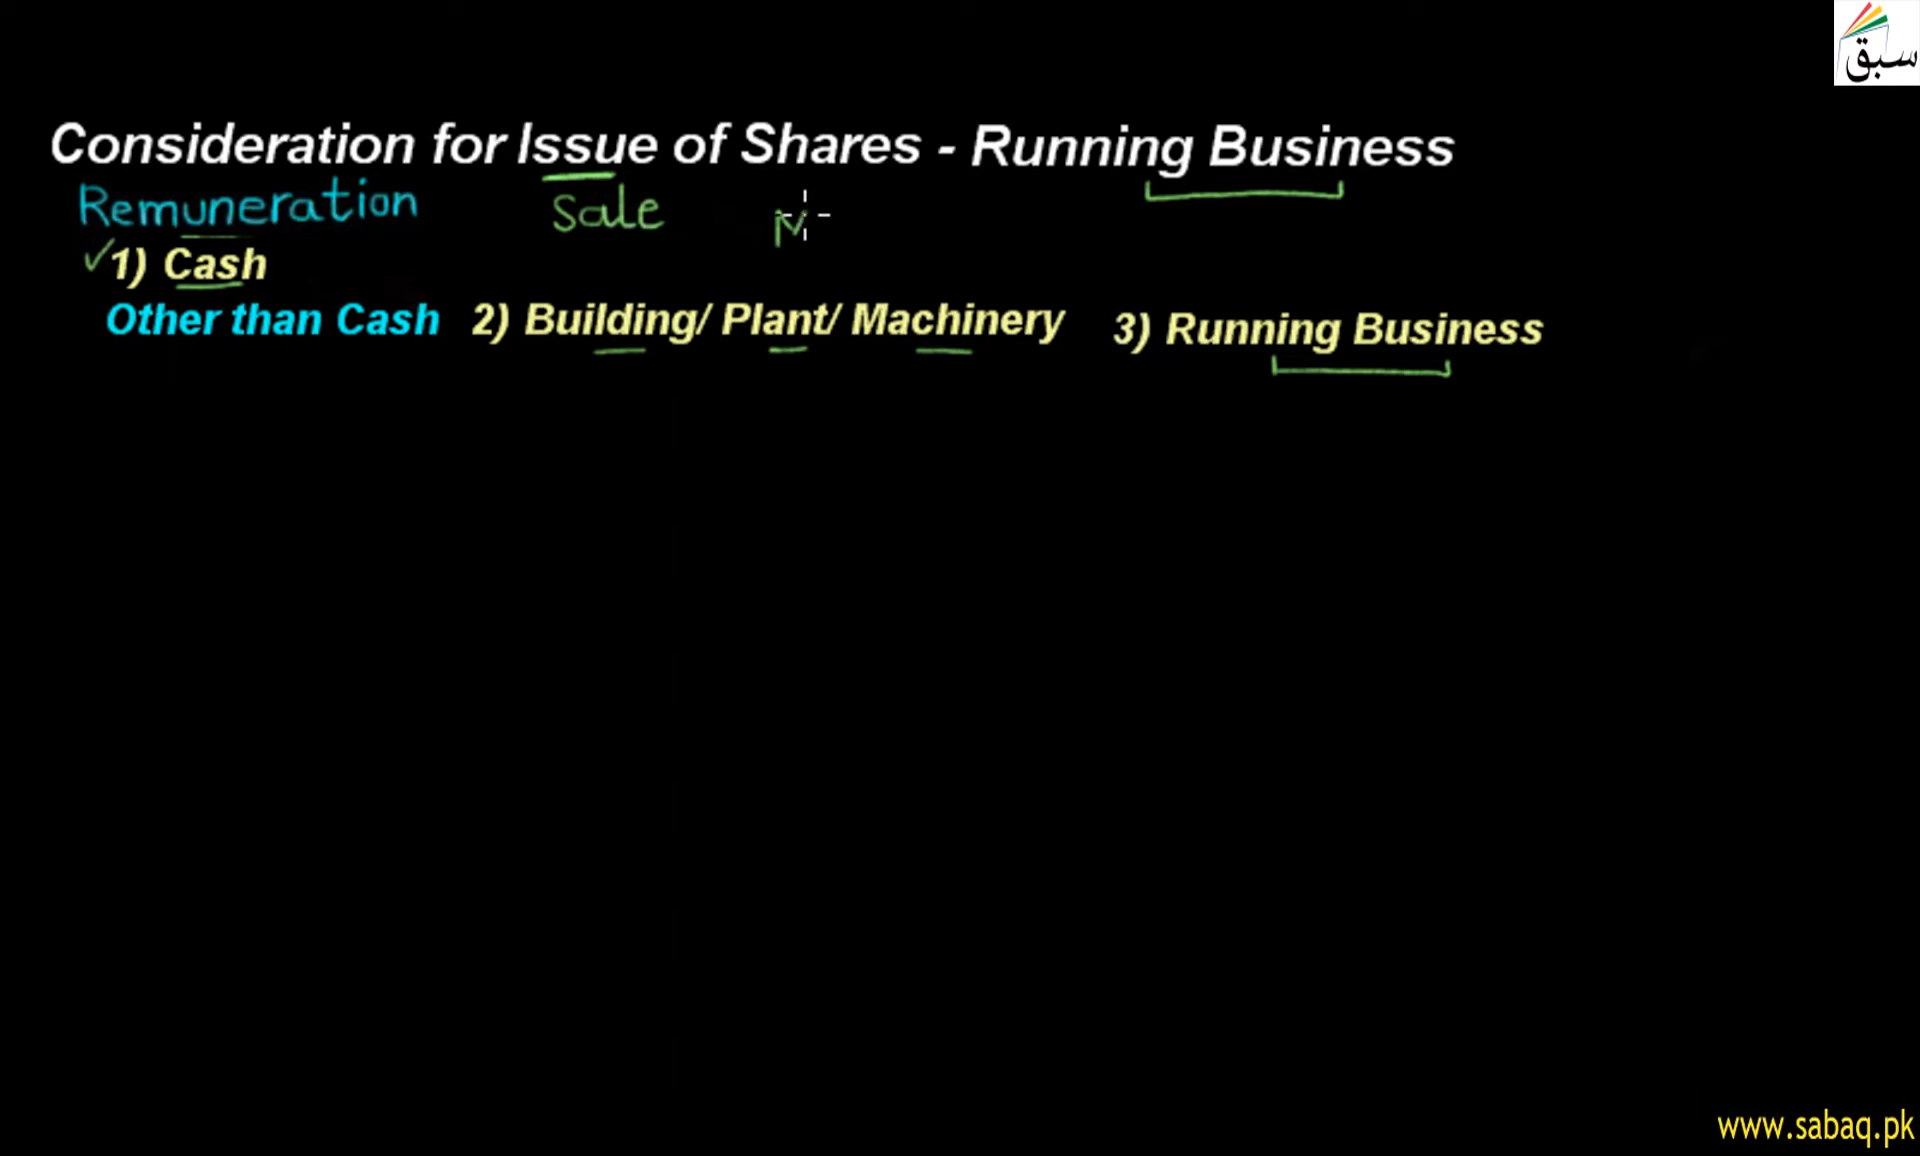 سبق
Consideration for Issue of Shares - Running Business
Remuneration Sale
✓1) Cash
Other than Cash 2) Building/ Plant/ Machinery 3) Running Business
www.sabaq.pk